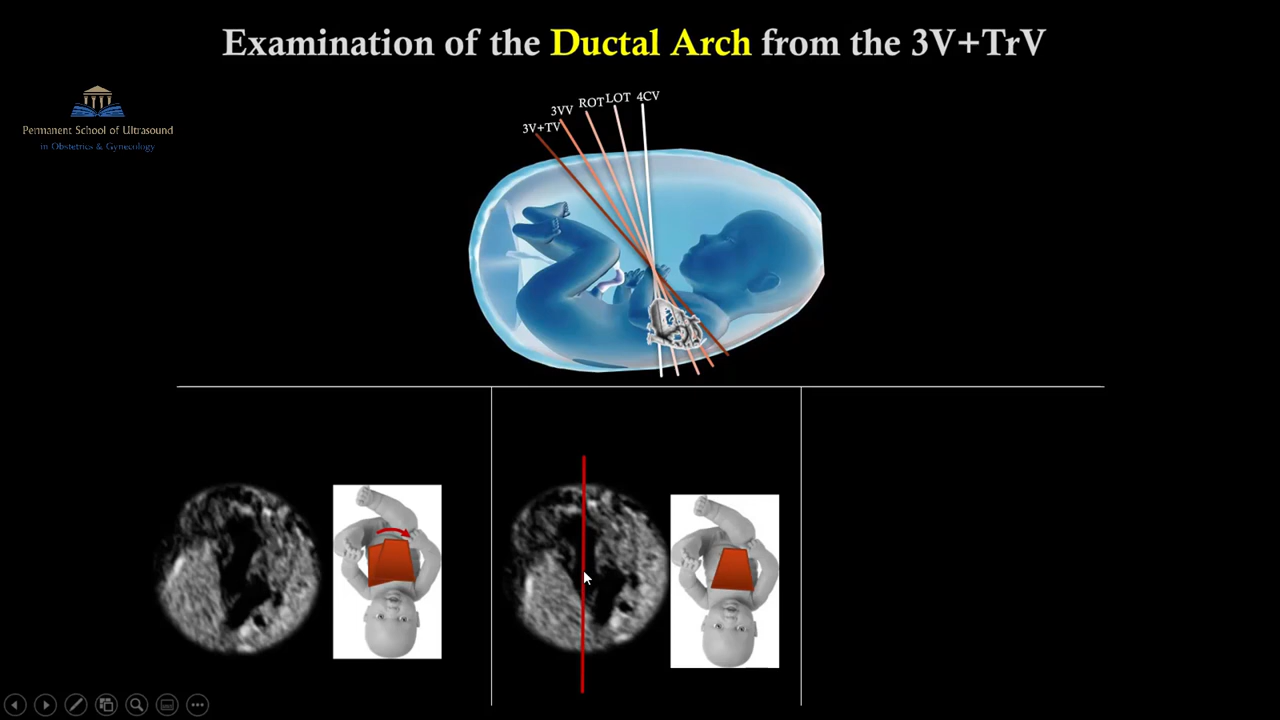 Examination of the Ductal Arch from the 3V+TrV
Permanent School of Ultrasound
in Obstetrics & Gynecology
3V+TV
3VV
ROT
LOT
4CV